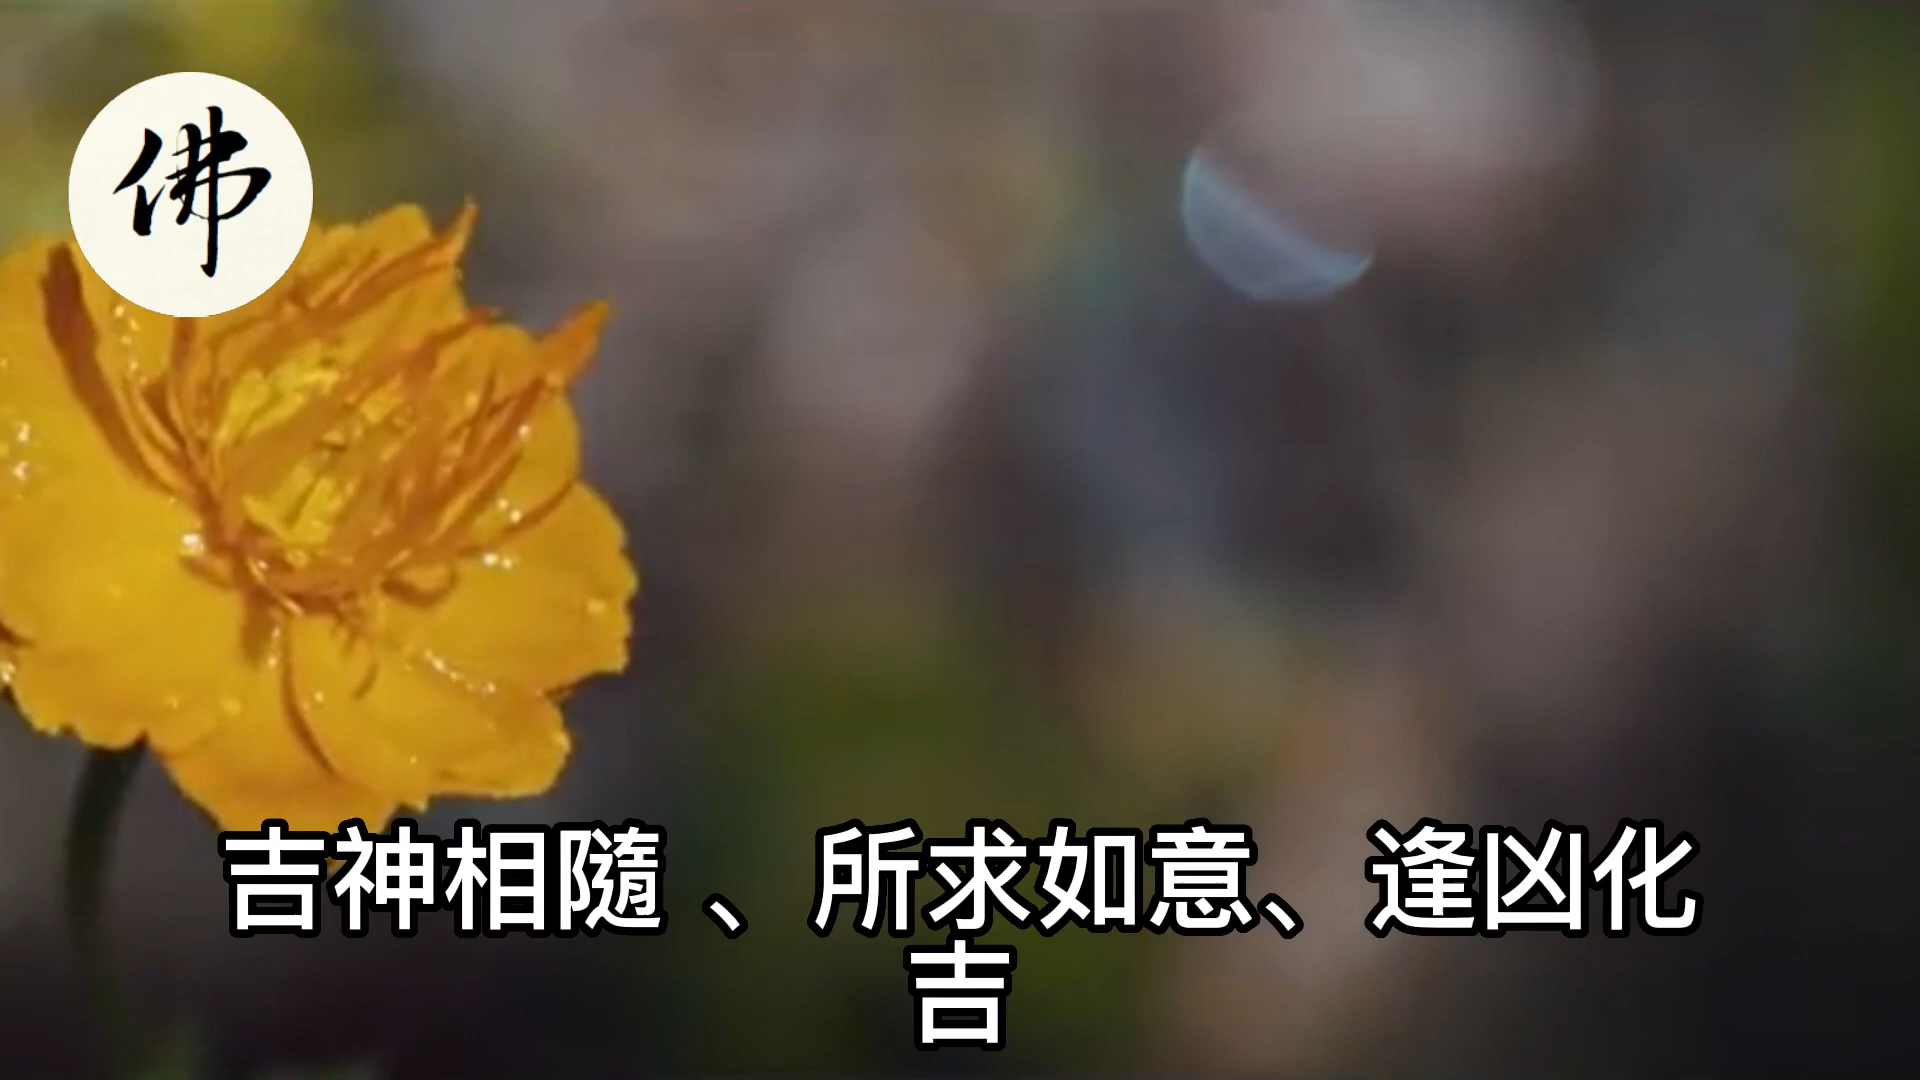 佛
吉神相隨 、所求如意、逢凶化
吉